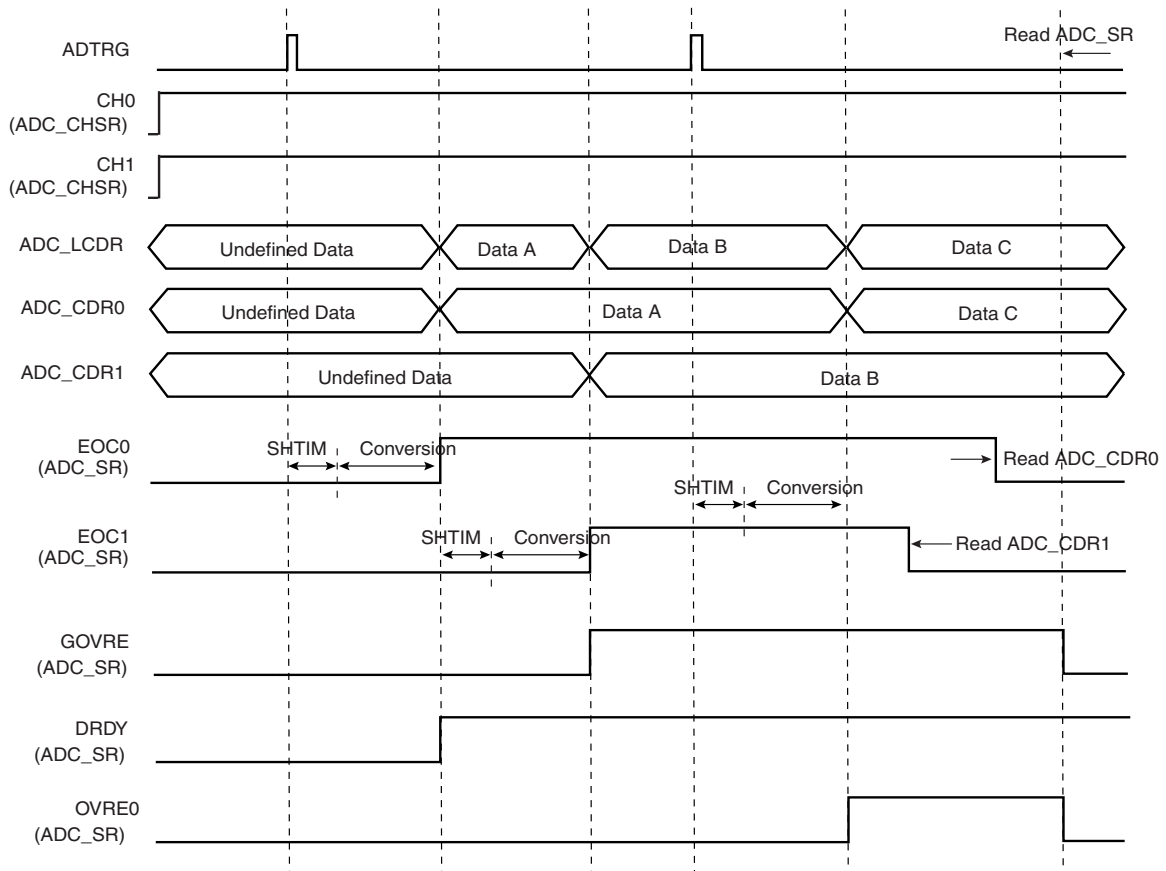 Read ADC_SR
ADTRG
CH0
(ADC_CHSR)
CH1
(ADC_CHSR)
ADC_LCDR
Undefined Data
Data A
Data B
Data C
ADC_CDR0
Undefined Data
Data A
Data C
ADC_CDR1
Undefined Data
Data B
EOC0
(ADC_SR)
SHTIM
Conversion
Read ADC_CDR0
SHTIM
Conversion
EOC1
(ADC_SR)
SHTIM
Conversion
Read ADC_CDR1
GOVRE
(ADC_SR)
DRDY
(ADC_SR)
OVRE0
(ADC_SR)